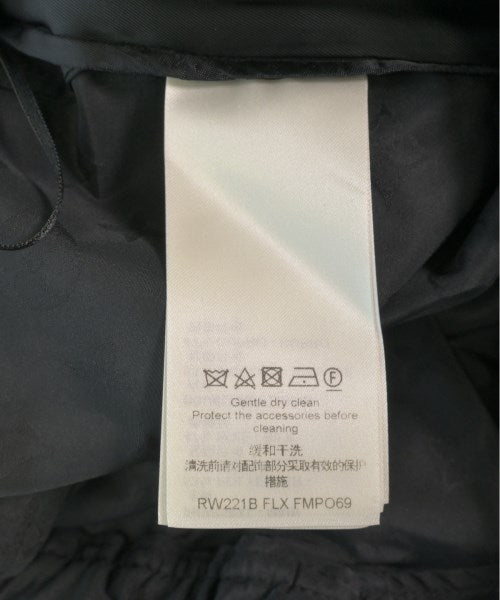 Gentle dry clean
Protect the accessories before
cleaning
缓和干洗
清洗前请对配饰部分采取有效的保护
措施
RW221B FLX FMPO69